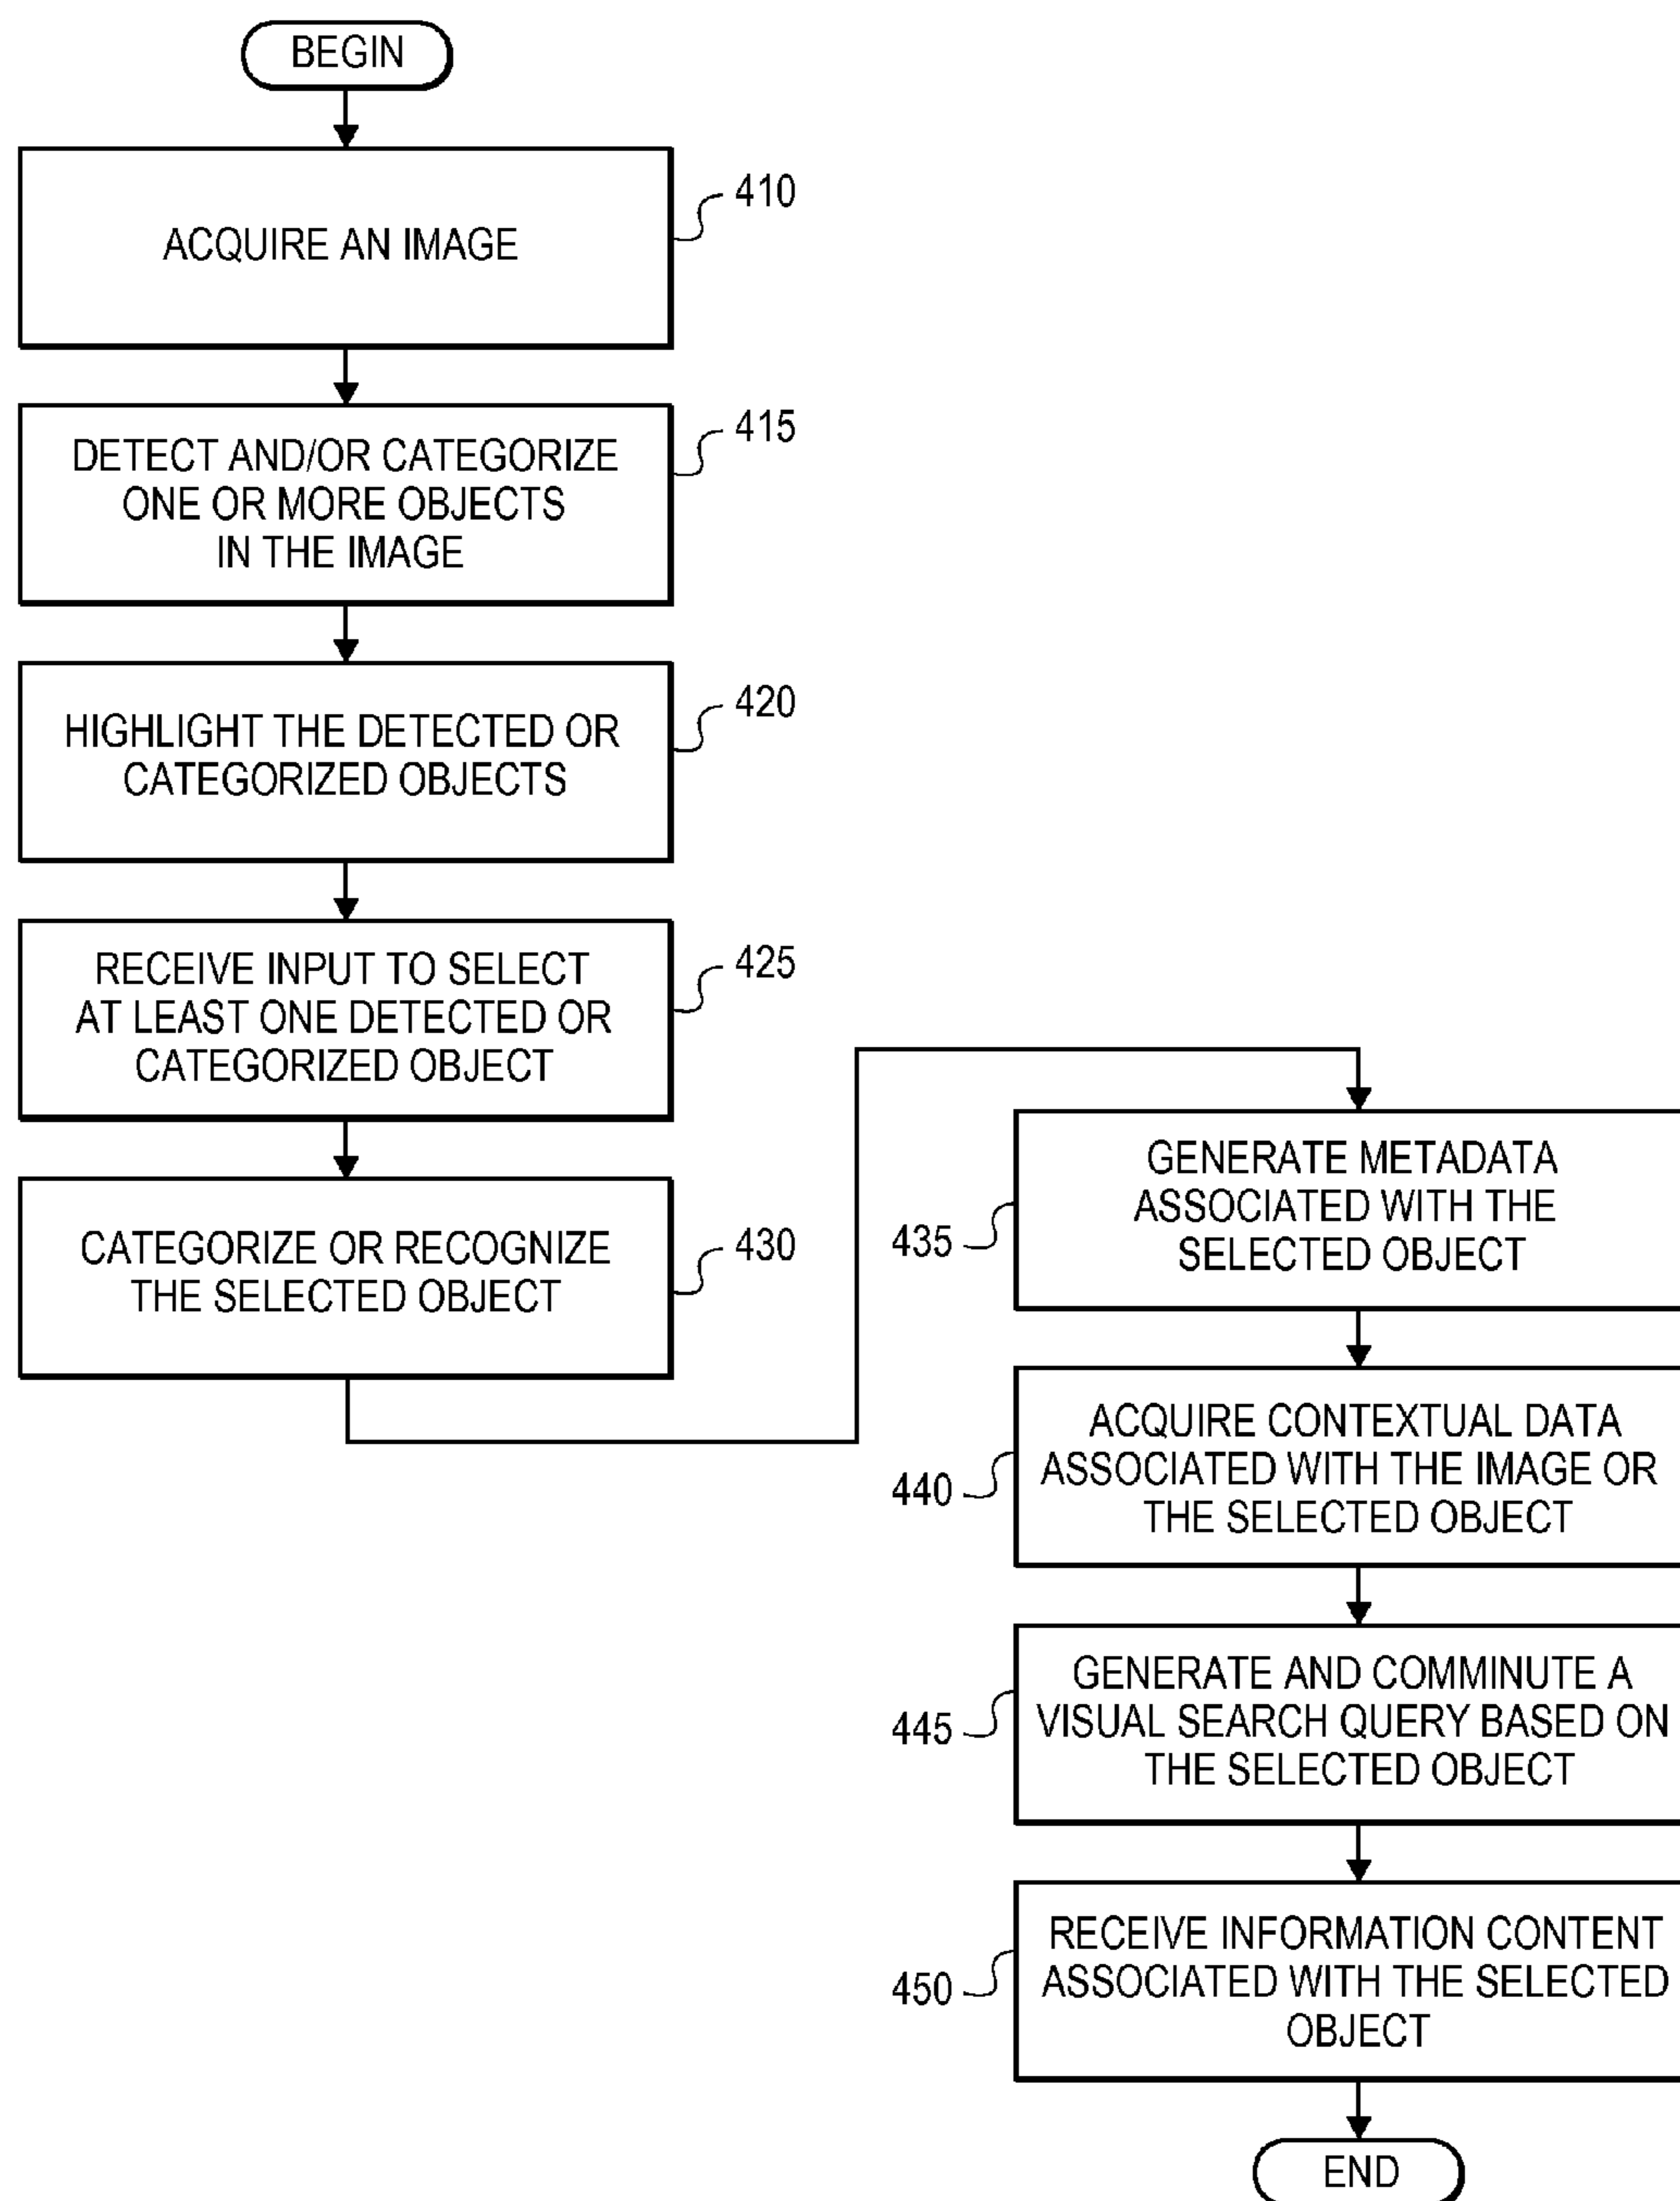 BEGIN
ACQUIRE AN IMAGE
410
DETECT AND/OR CATEGORIZE
ONE OR MORE OBJECTS
IN THE IMAGE
415
HIGHLIGHT THE DETECTED OR
CATEGORIZED OBJECTS
420
RECEIVE INPUT TO SELECT
AT LEAST ONE DETECTED OR
CATEGORIZED OBJECT
425
CATEGORIZE OR RECOGNIZE
THE SELECTED OBJECT
430
GENERATE METADATA
ASSOCIATED WITH THE
SELECTED OBJECT
435
ACQUIRE CONTEXTUAL DATA
ASSOCIATED WITH THE IMAGE OR
THE SELECTED OBJECT
440
GENERATE AND COMMINUTE A
VISUAL SEARCH QUERY BASED ON
THE SELECTED OBJECT
445
RECEIVE INFORMATION CONTENT
ASSOCIATED WITH THE SELECTED
OBJECT
450
END